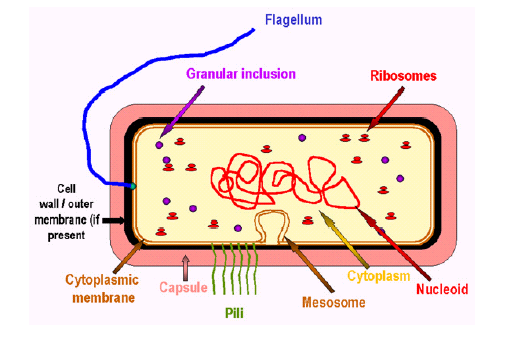 Flagellum
Granular inclusion
Ribosomes
Cell
wall / outer
membrane (if
present
Cytoplasmic
membrane
Capsule
Pili
Mesosome
Cytoplasm
Nucleoid